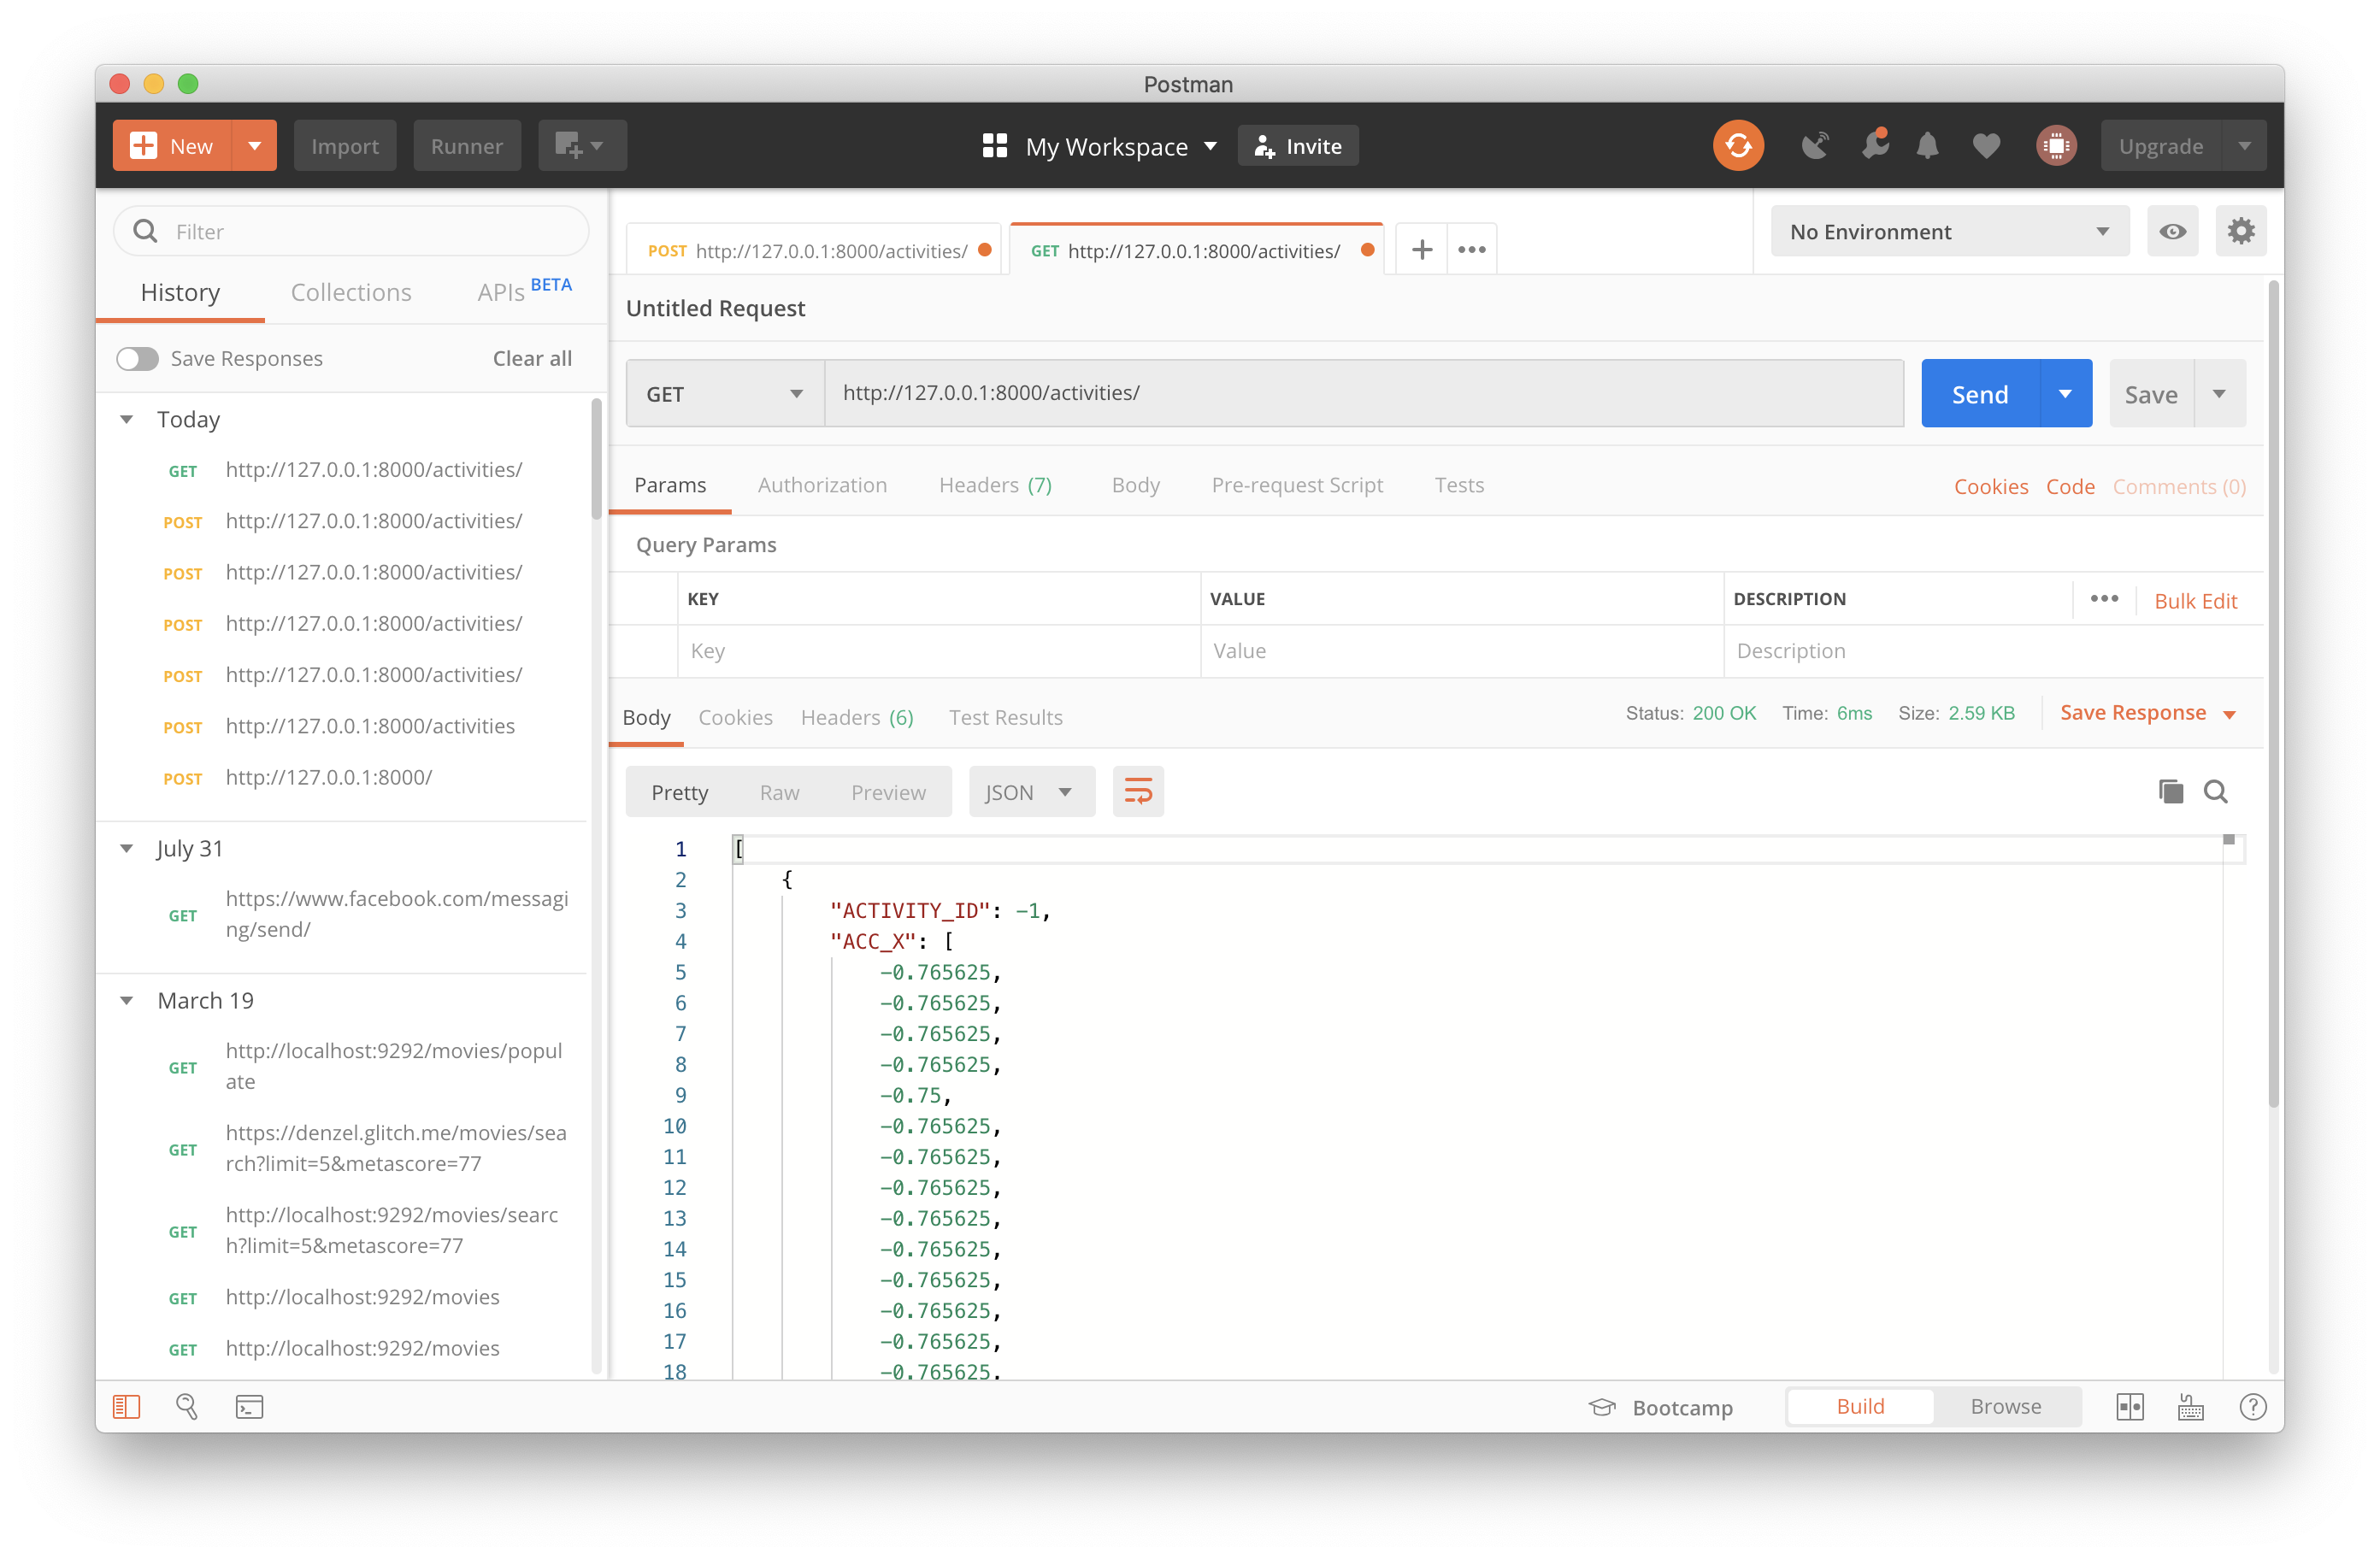 Postman
New
Import
Runner
My Workspace
Invite
Upgrade
Filter
History
Collections
APIs BETA
Save Responses
Clear all
Today
GET http://127.0.0.1:8000/activities/
POST http://127.0.0.1:8000/activities/
POST http://127.0.0.1:8000/activities/
POST http://127.0.0.1:8000/activities/
POST http://127.0.0.1:8000/activities/
POST http://127.0.0.1:8000/activities
POST http://127.0.0.1:8000/
July 31
GET https://www.facebook.com/messagi
ng/send/
March 19
GET http://localhost:9292/movies/popul
ate
GET https://denzel.glitch.me/movies/sea
rch?limit=5&metascore=77
GET http://localhost:9292/movies/searc
h?limit=5&metascore=77
GET http://localhost:9292/movies
GET http://localhost:9292/movies
POST http://127.0.0.1:8000/activities/
GET http://127.0.0.1:8000/activities/
No Environment
Untitled Request
GET
http://127.0.0.1:8000/activities/
Send
Save
Params
Authorization
Headers (7)
Body
Pre-request Script
Tests
Cookies
Code
Comments (0)
Query Params
KEY
VALUE
DESCRIPTION
Bulk Edit
Key
Value
Description
Body
Cookies
Headers (6)
Test Results
Status: 200 OK
Time: 6ms
Size: 2.59 KB
Save Response
Pretty
Raw
Preview
JSON
1 [
2 {
3 "ACTIVITY_ID": -1,
4 "ACC_X": [
5 -0.765625,
6 -0.765625,
7 -0.765625,
8 -0.765625,
9 -0.75,
10 -0.765625,
11 -0.765625,
12 -0.765625,
13 -0.765625,
14 -0.765625,
15 -0.765625,
16 -0.765625,
17 -0.765625,
18 -0.765625,
Bootcamp
Build
Browse